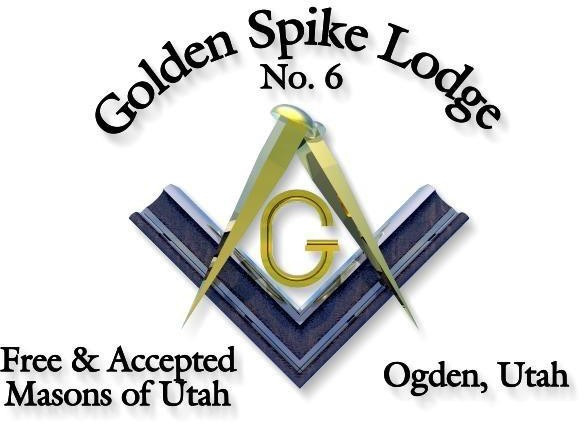 Golden Spike Lodge
No. 6
G
Free & Accepted
Masons of Utah
Ogden, Utah